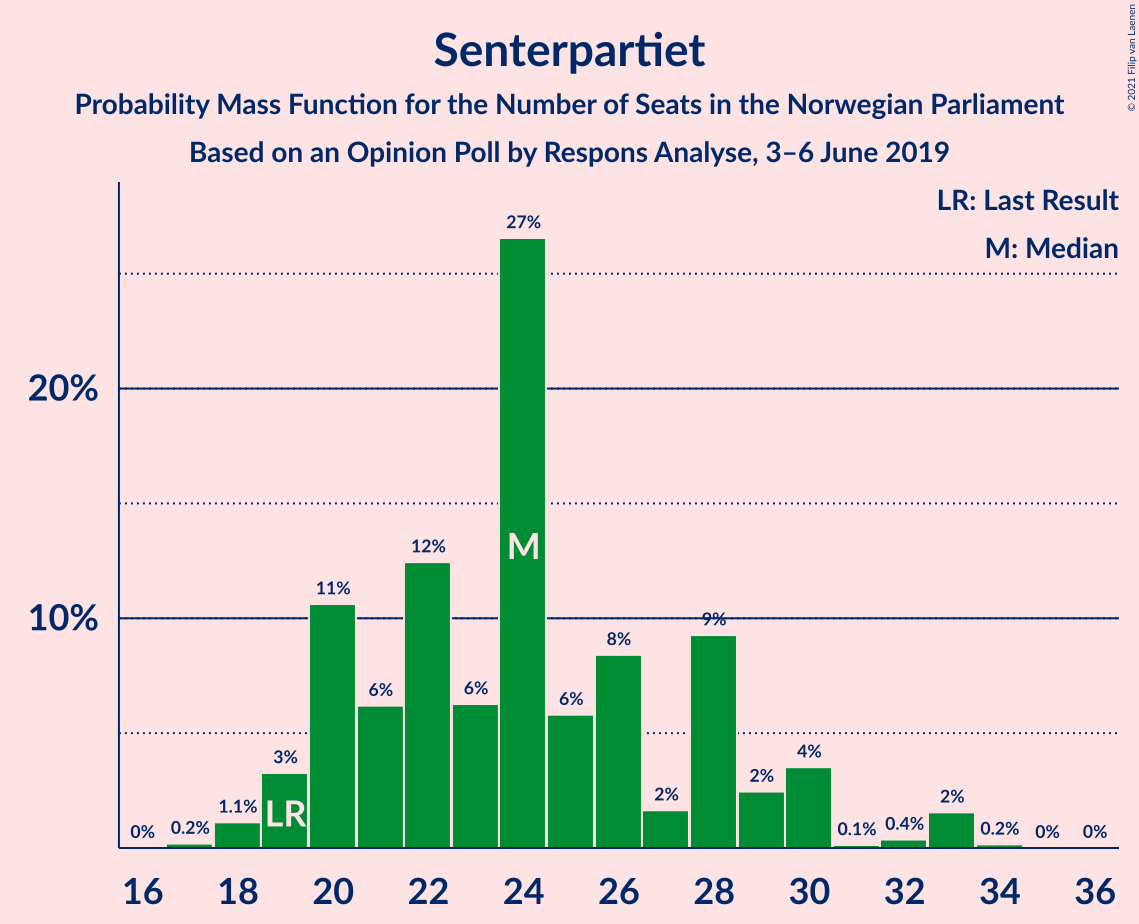 Senterpartiet
Probability Mass Function for the Number of Seats in the Norwegian Parliament
Based on an Opinion Poll by Respons Analyse, 3–6 June 2019
© 2021 Filip van Laenen
LR: Last Result
M: Median
20%
10%
0%
0.2%
1.1%
3%
11%
6%
12%
6%
27%
6%
8%
2%
9%
2%
4%
0.1%
0.4%
2%
0.2%
0%
0%
LR
M
16 18 20 22 24 26 28 30 32 34 36